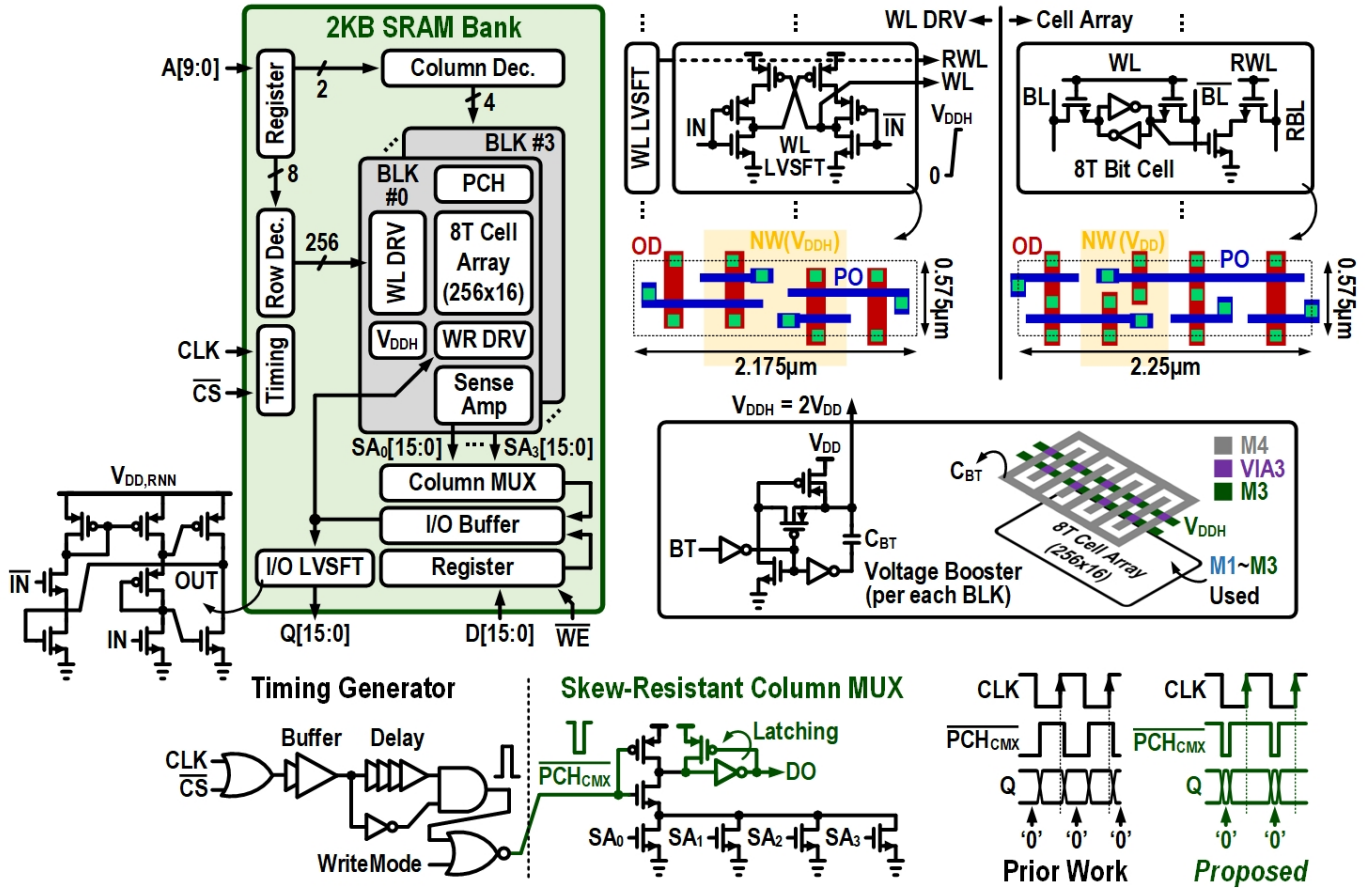 2KB SRAM Bank
A[9:0]
Register
2
Column Dec.
4
8
BLK #3
BLK
#0
PCH
Row Dec.
256
WL DRV
8T Cell
Array
(256x16)
CLK
CS
Timing
VDDH
WR DRV
Sense
Amp
SA0[15:0]
SA3[15:0]
Column MUX
I/O Buffer
I/O LVSFT
Register
Q[15:0]
D[15:0]
WE
VDD,RNN
IN
OUT
IN
WL DRV
Cell Array
WL LVSFT
RWL
WL
IN
IN
WL
LVSFT
VDDH
0
WL
RWL
BL
BL
RBL
8T Bit Cell
OD
NW(VDDH)
PO
0.575µm
2.175µm
OD
NW(VDD)
PO
0.575µm
2.25µm
VDDH = 2VDD
VDD
BT
CBT
Voltage Booster
(per each BLK)
CBT
M4
VIA3
M3
VDDH
8T Cell Array
(256x16)
M1~M3
Used
Timing Generator
Buffer
Delay
CLK
CS
WriteMode
Skew-Resistant Column MUX
PCHCMX
Latching
DO
SA0
SA1
SA2
SA3
CLK
PCHCMX
Q
'0'
'0'
'0'
Prior Work
CLK
PCHCMX
Q
'0'
'0'
Proposed